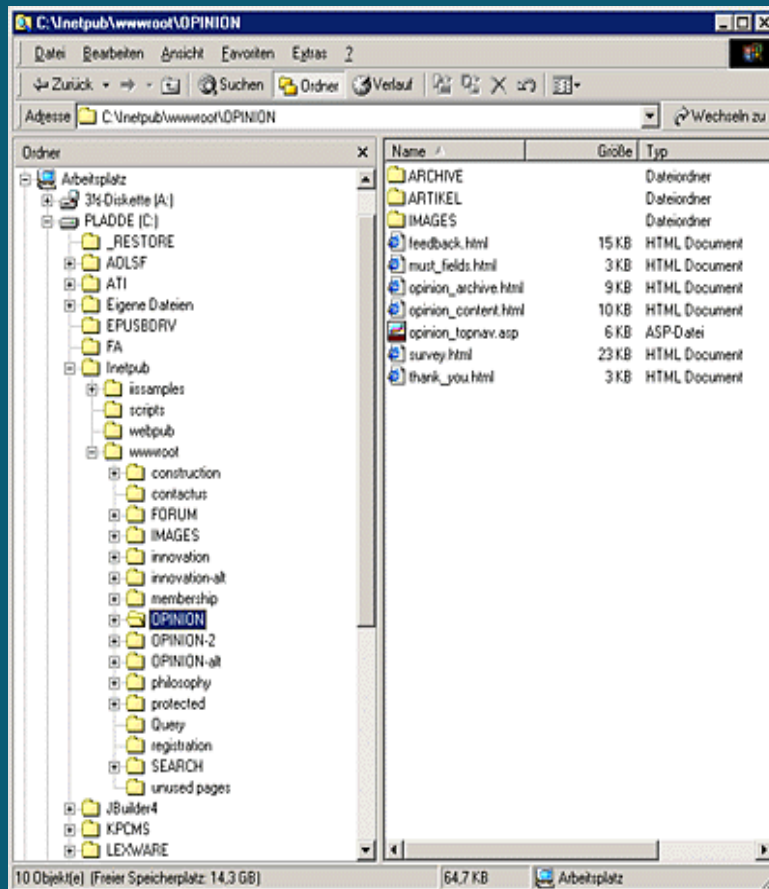 C:\Inetpub\wwwroot\OPINION
Datei Bearbeiten Ansicht Favoriten Extras ?
Zurück Suchen Ordner Verlauf
Adresse C:\Inetpub\wwwroot\OPINION Wechseln zu
Ordner
Arbeitsplatz
3½-Diskette (A:)
PLADDE (C:)
_RESTORE
ADLSF
ATI
Eigene Dateien
EPUSBDRV
FA
Inetpub
iissamples
scripts
webpub
wwwroot
construction
contactus
FORUM
IMAGES
innovation
innovation-alt
membership
OPINION
OPINION-2
OPINION-alt
philosophy
protected
Query
registration
SEARCH
unused pages
JBuilder4
KPCMS
LEXWARE
Name Größe Typ
ARCHIVE Dateiordner
ARTIKEL Dateiordner
IMAGES Dateiordner
feedback.html 15 KB HTML Document
must_fields.html 3 KB HTML Document
opinion_archive.html 9 KB HTML Document
opinion_content.html 10 KB HTML Document
opinion_topnav.asp 6 KB ASP-Datei
survey.html 23 KB HTML Document
thank_you.html 3 KB HTML Document
10 Objekt(e) (Freier Speicherplatz: 14,3 GB) 64,7 KB Arbeitsplatz